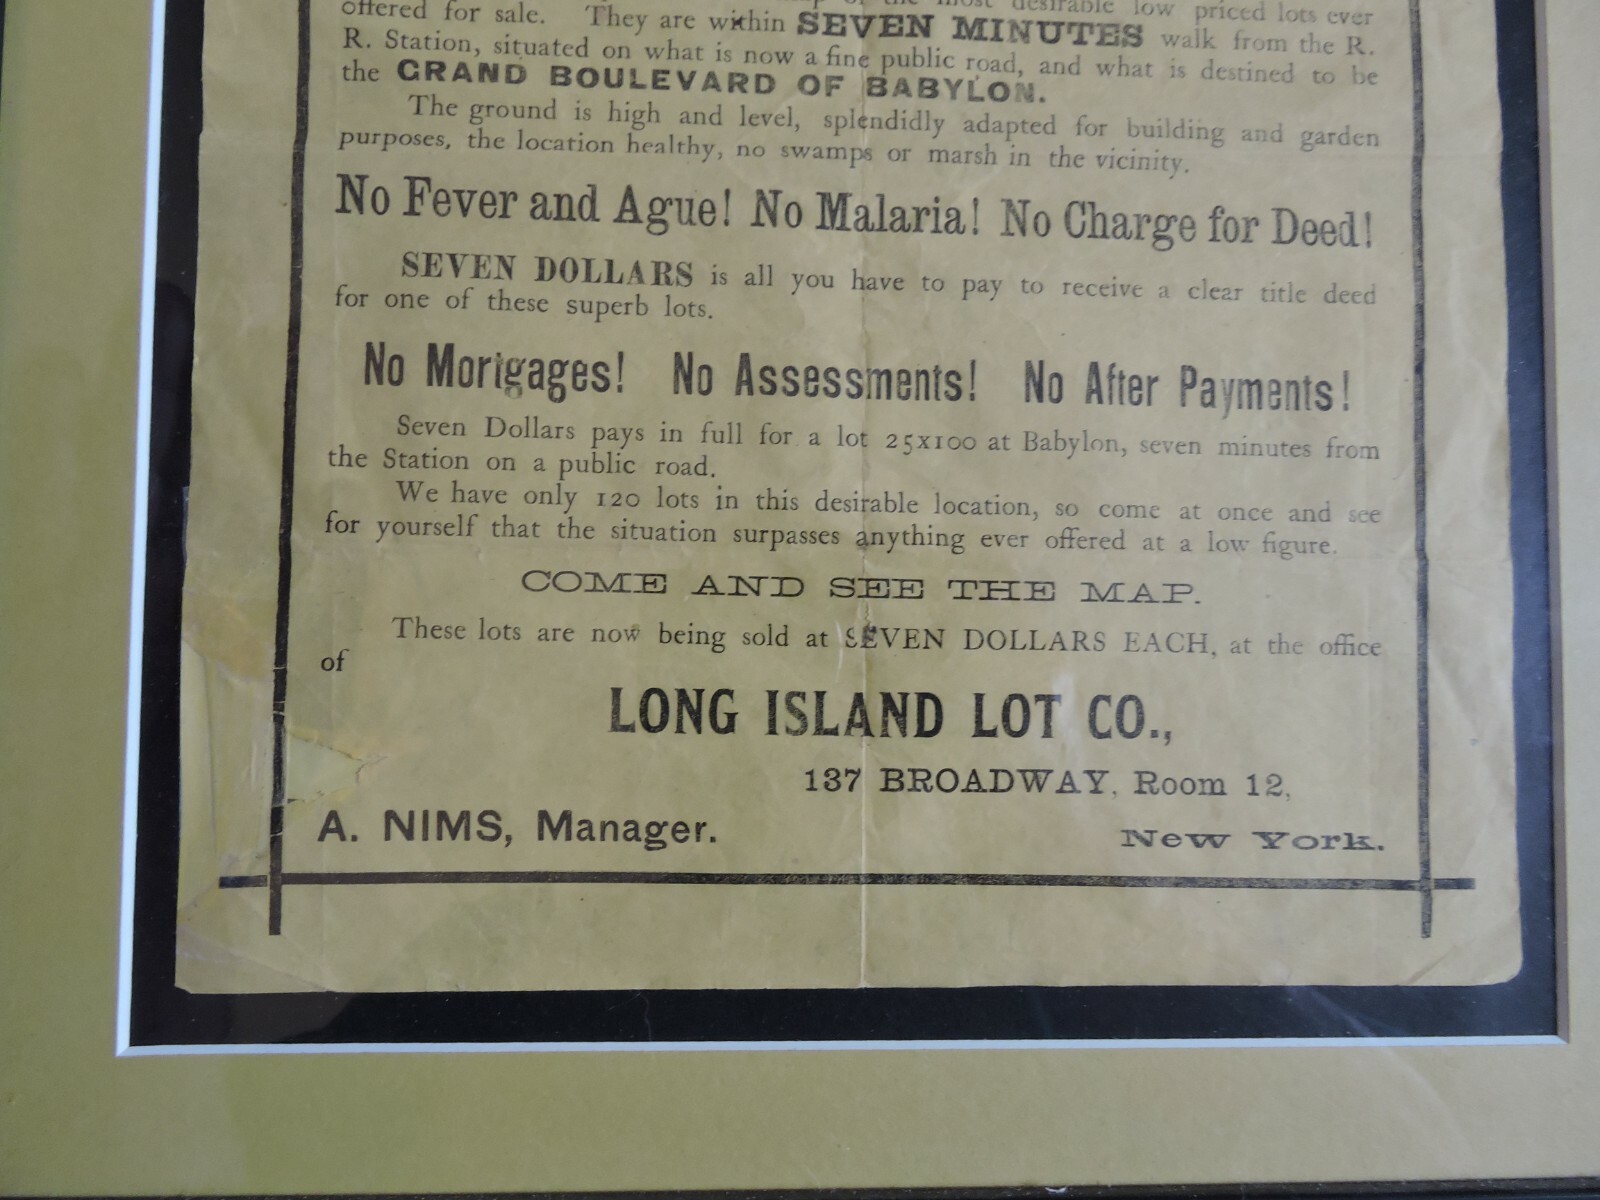 of the most desirable low priced lots ever
offered for sale. They are within SEVEN MINUTES walk from the R.
R. Station, situated on what is now a fine public road, and what is destined to be
the GRAND BOULEVARD OF BABYLON.
The ground is high and level, splendidly adapted for building and garden
purposes, the location healthy, no swamps or marsh in the vicinity.
No Fever and Ague! No Malaria! No Charge for Deed!
SEVEN DOLLARS is all you have to pay to receive a clear title deed
for one of these superb lots.
No Mortgages! No Assessments! No After Payments!
Seven Dollars pays in full for a lot 25x100 at Babylon, seven minutes from
the Station on a public road.
We have only 120 lots in this desirable location, so come at once and see
for yourself that the situation surpasses anything ever offered at a low figure.
COME AND SEE THE MAP.
These lots are now being sold at SEVEN DOLLARS EACH, at the office
of
LONG ISLAND LOT CO.,
137 BROADWAY, Room 12,
A. NIMS, Manager. New York.